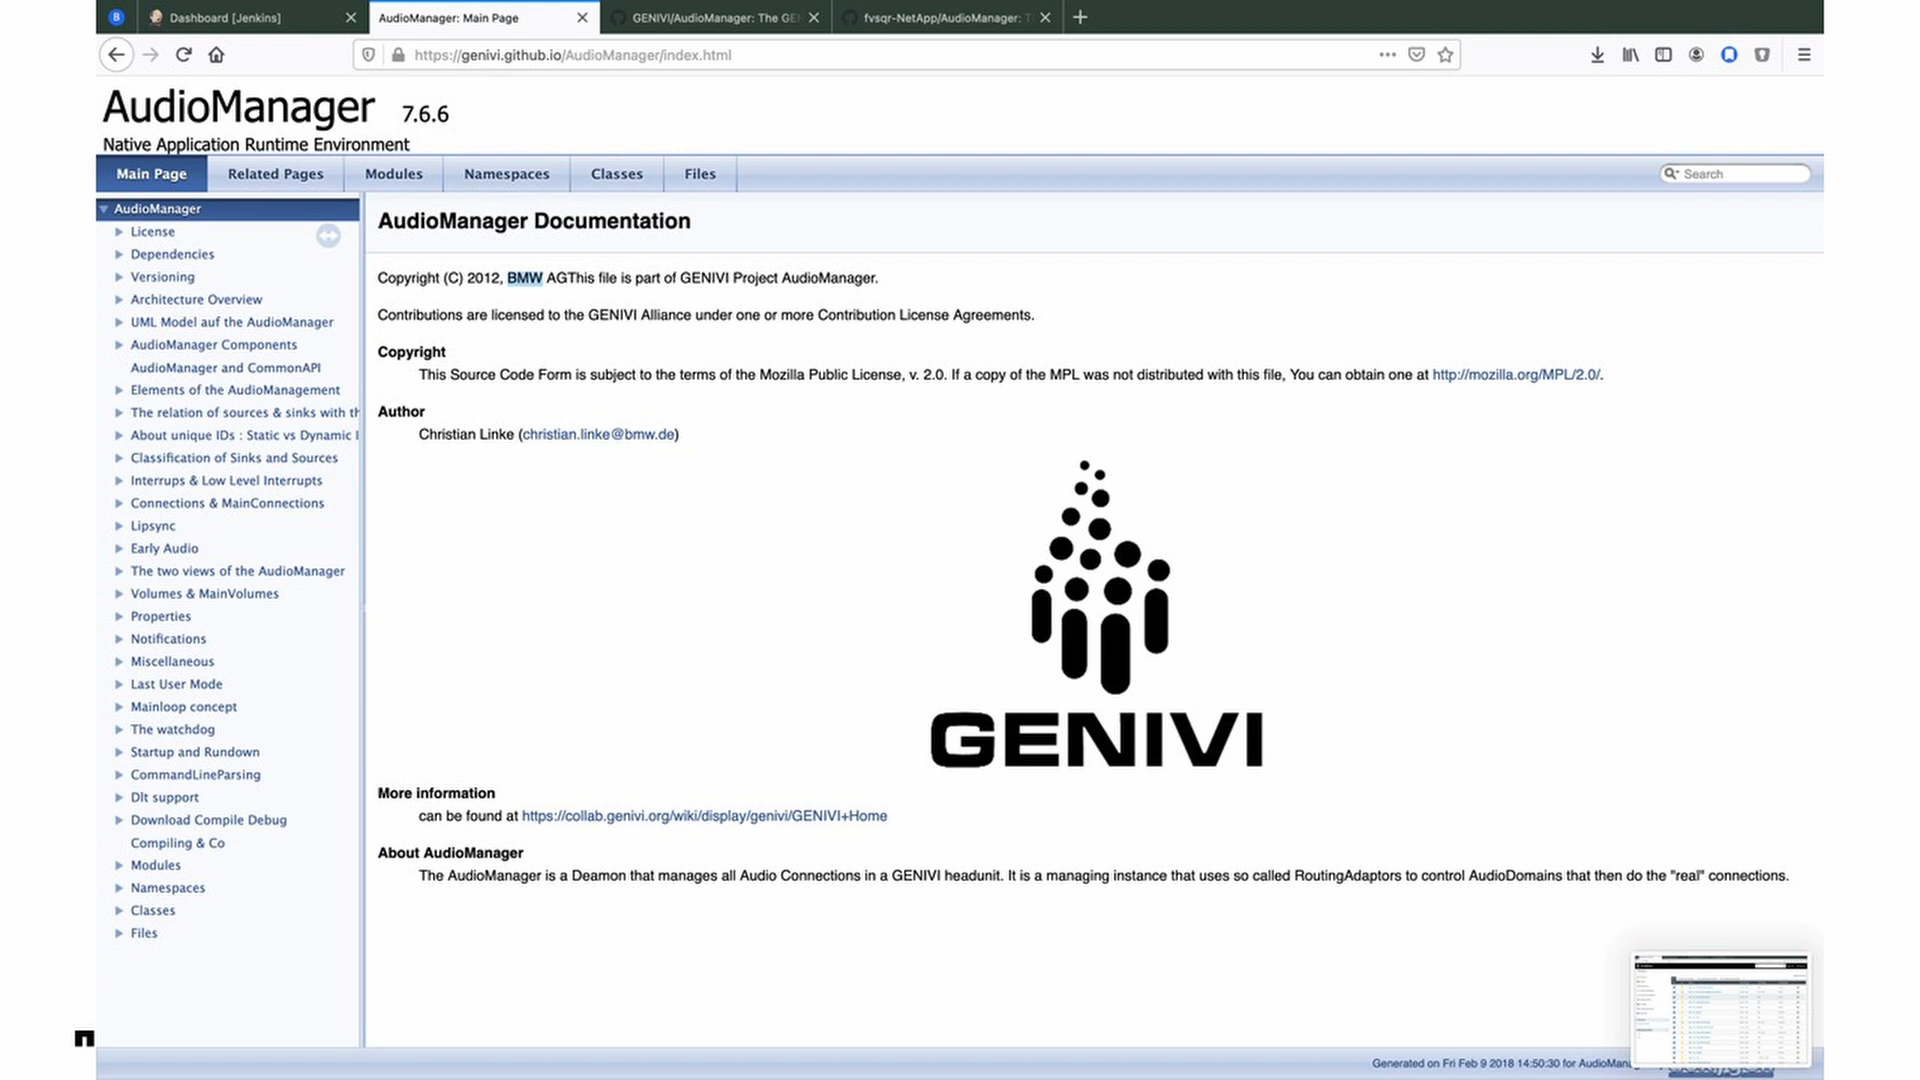 Dashboard [Jenkins]
AudioManager: Main Page
GENIVI/AudioManager: The GE
fvsqr-NetApp/AudioManager: T
https://genivi.github.io/AudioManager/index.html
AudioManager 7.6.6
Native Application Runtime Environment
Main Page
Related Pages
Modules
Namespaces
Classes
Files
Search
AudioManager
License
Dependencies
Versioning
Architecture Overview
UML Model auf the AudioManager
AudioManager Components
AudioManager and CommonAPI
Elements of the AudioManagement
The relation of sources & sinks with th
About unique IDs : Static vs Dynamic I
Classification of Sinks and Sources
Interrups & Low Level Interrupts
Connections & MainConnections
Lipsync
Early Audio
The two views of the AudioManager
Volumes & MainVolumes
Properties
Notifications
Miscellaneous
Last User Mode
Mainloop concept
The watchdog
Startup and Rundown
CommandLineParsing
Dlt support
Download Compile Debug
Compiling & Co
Modules
Namespaces
Classes
Files
AudioManager Documentation
Copyright (C) 2012, BMW AGThis file is part of GENIVI Project AudioManager.
Contributions are licensed to the GENIVI Alliance under one or more Contribution License Agreements.
Copyright
This Source Code Form is subject to the terms of the Mozilla Public License, v. 2.0. If a copy of the MPL was not distributed with this file, You can obtain one at http://mozilla.org/MPL/2.0/.
Author
Christian Linke (christian.linke@bmw.de)
GENIVI
More information
can be found at https://collab.genivi.org/wiki/display/genivi/GENIVI+Home
About AudioManager
The AudioManager is a Deamon that manages all Audio Connections in a GENIVI headunit. It is a managing instance that uses so called RoutingAdaptors to control AudioDomains that then do the "real" connections.
Generated on Fri Feb 9 2018 14:50:30 for AudioMan